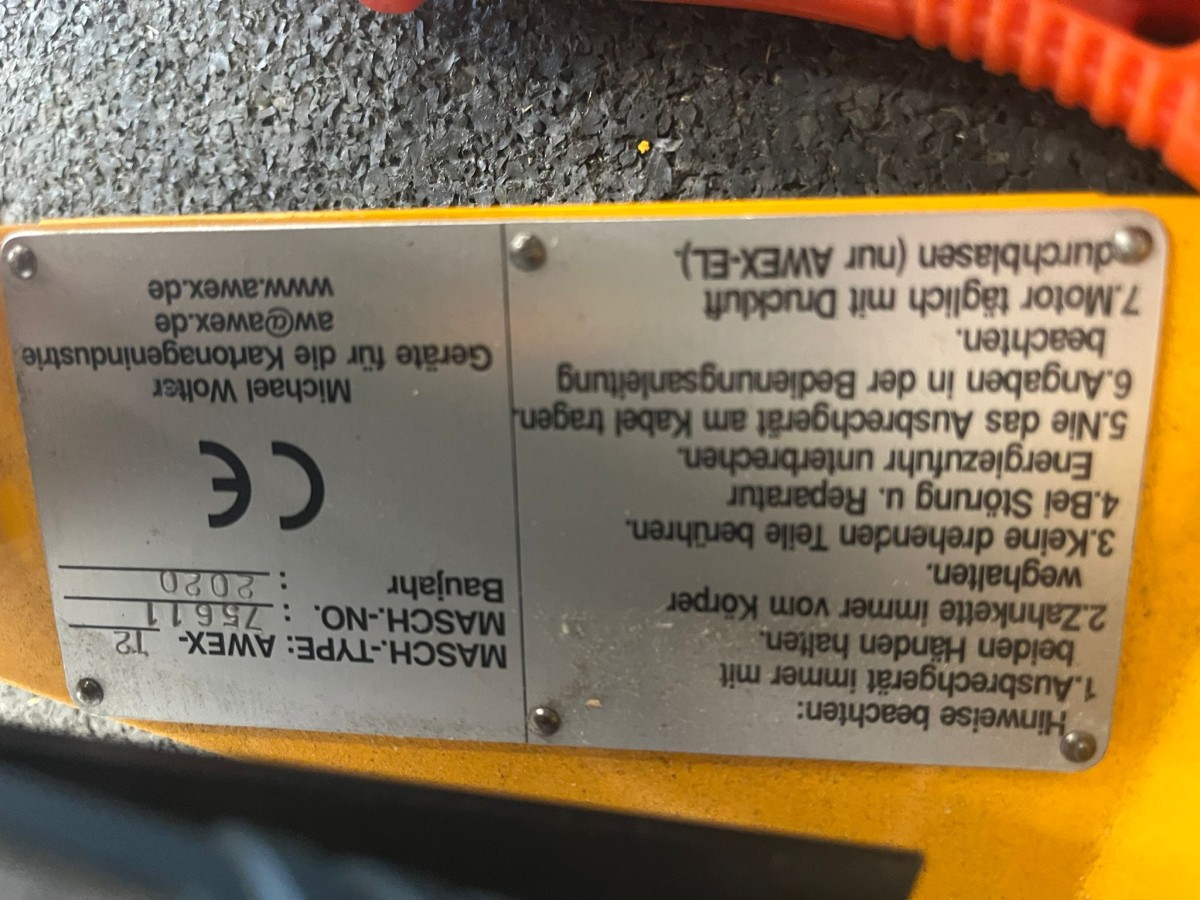 Hinweise beachten:
1.Ausbrechgerät immer mit
beiden Händen halten.
2.Zahnkette immer vom Körper
weghalten.
3.Keine drehenden Teile berühren.
4.Bei Störung u. Reparatur
Energiezufuhr unterbrechen.
5.Nie das Ausbrechgerät am Kabel tragen.
6.Angaben in der Bedienungsanleitung
beachten.
7.Motor täglich mit Druckluft
durchblasen (nur AWEX-EL).
MASCH.-TYPE: AWEX- T2
MASCH.-NO. : 75611
Baujahr : 2020
CE
Michael Wolter
Geräte für die Kartonagenindustrie
aw@awex.de
www.awex.de